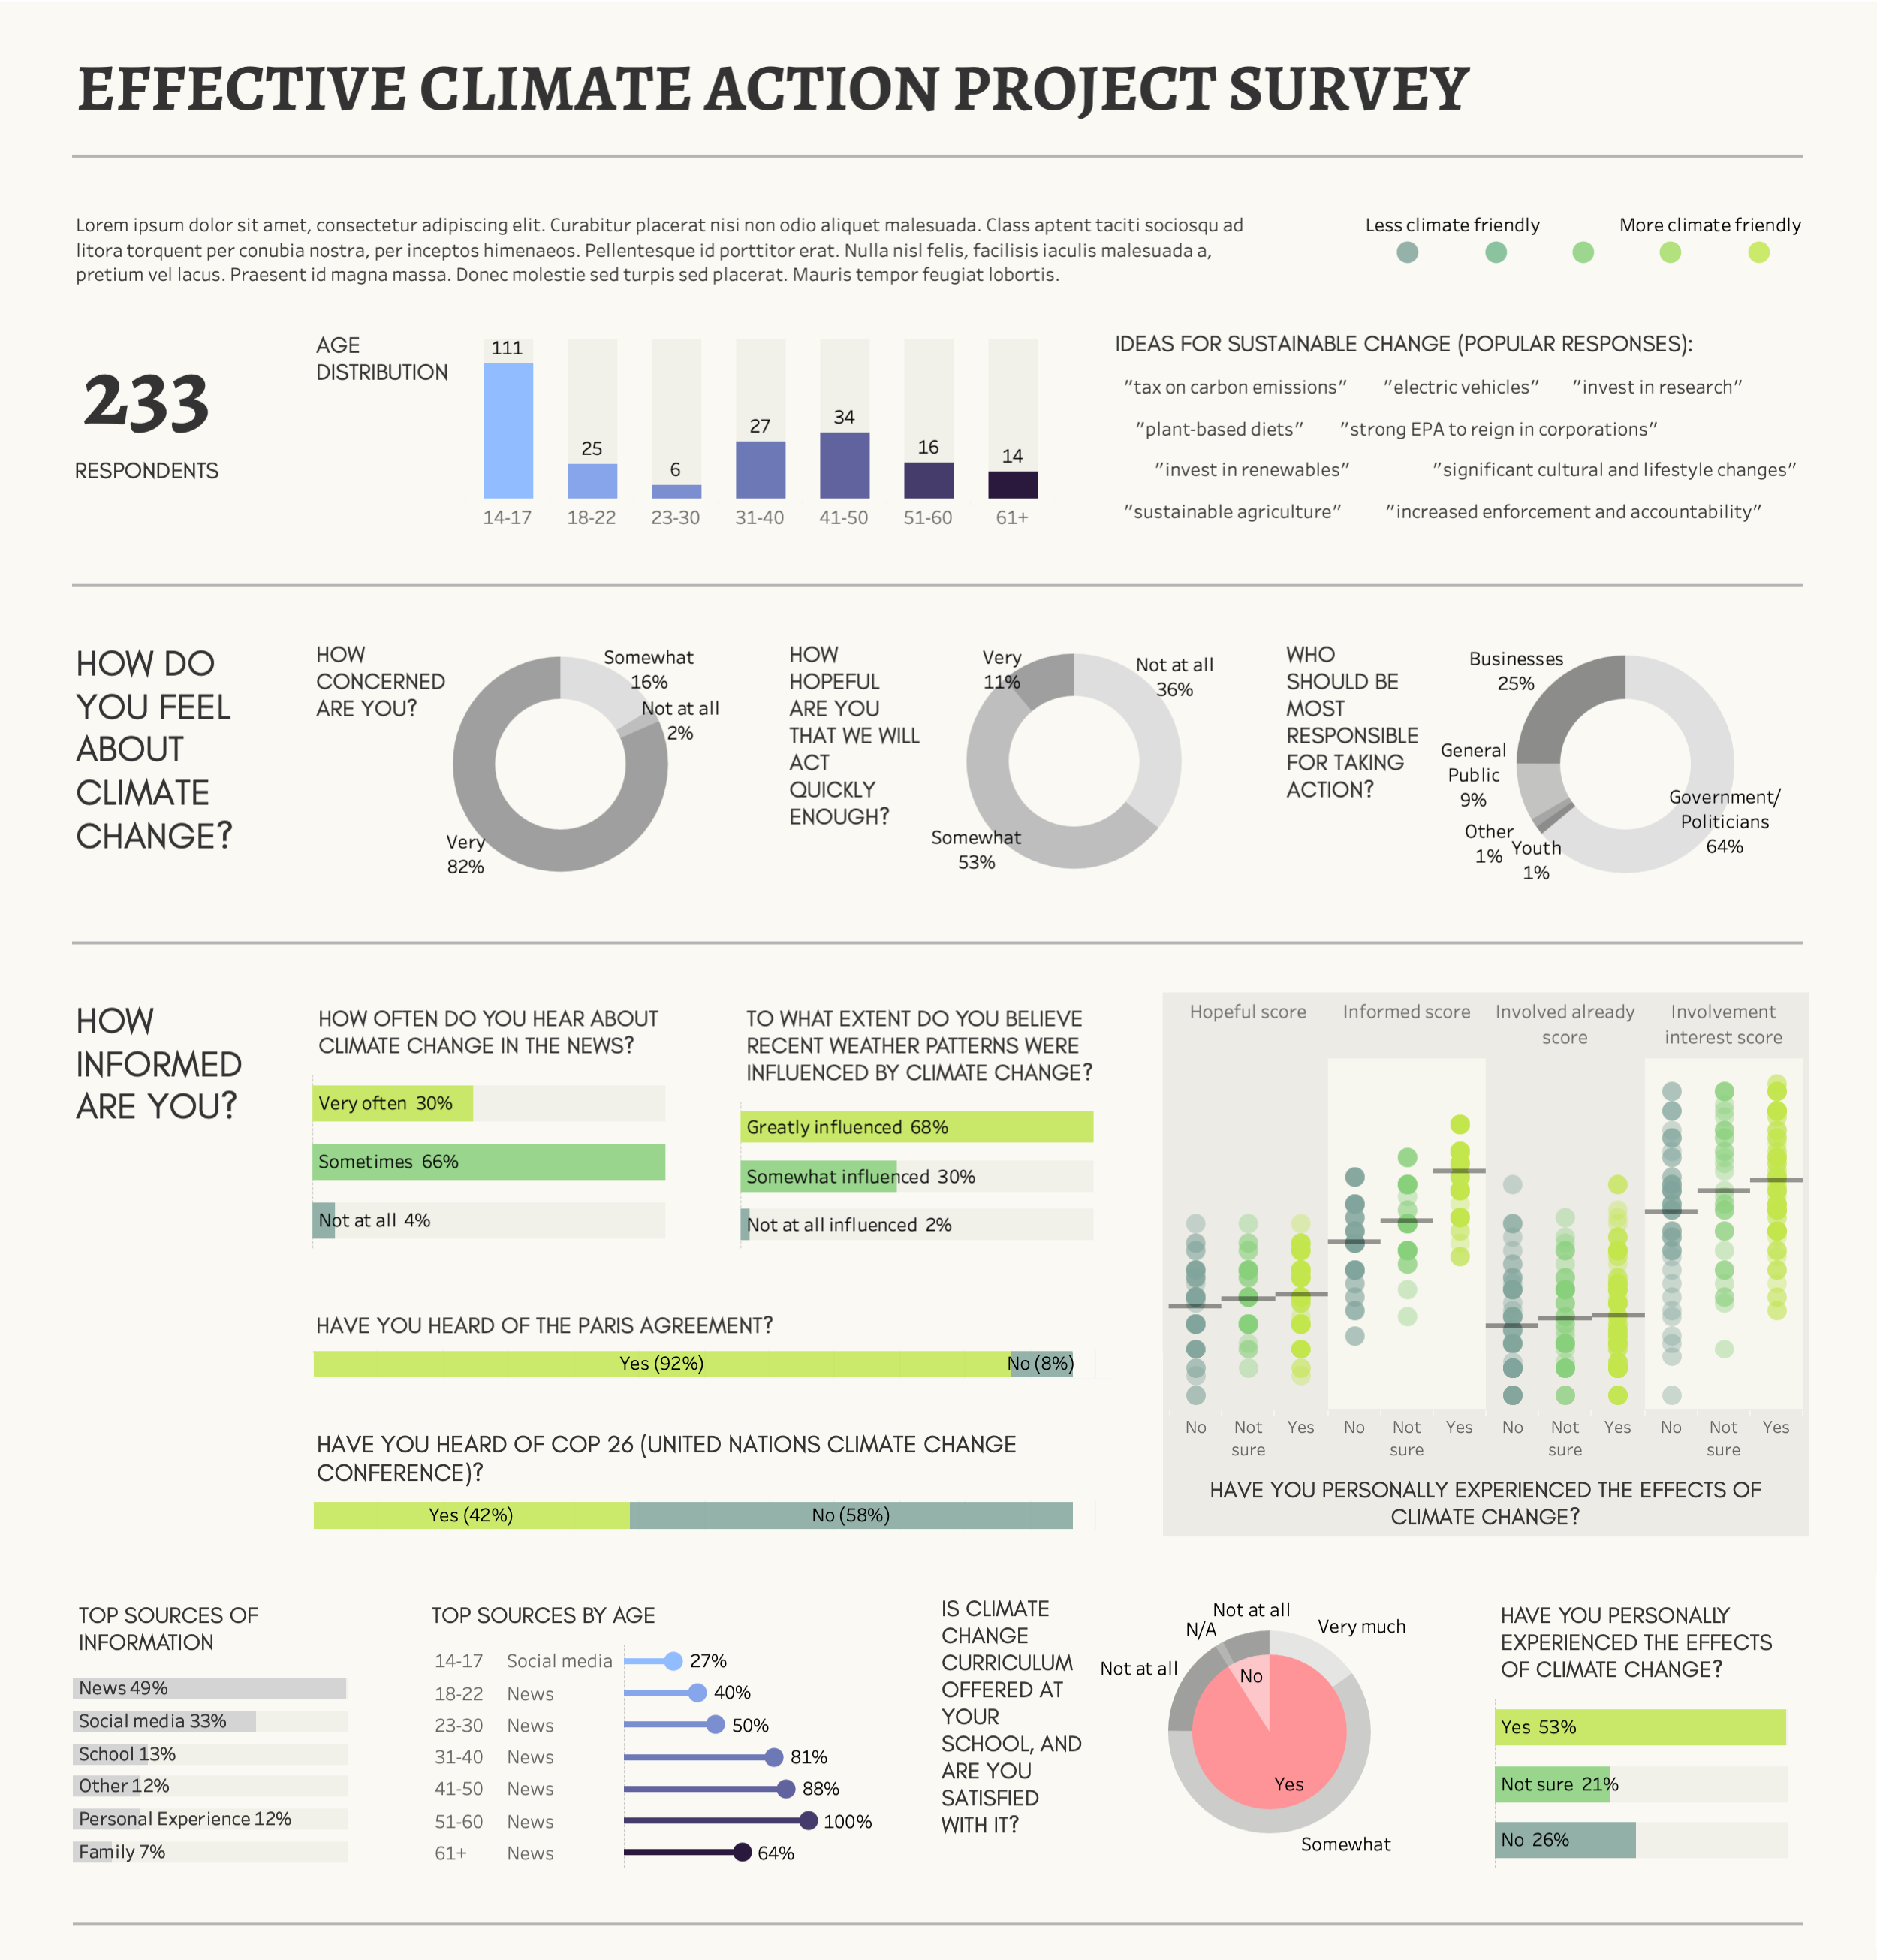 EFFECTIVE CLIMATE ACTION PROJECT SURVEY
Lorem ipsum dolor sit amet, consectetur adipiscing elit. Curabitur placerat nisi non odio aliquet malesuada. Class aptent taciti sociosqu ad
litora torquent per conubia nostra, per inceptos himenaeos. Pellentesque id porttitor erat. Nulla nisl felis, facilisis iaculis malesuada a,
pretium vel lacus. Praesent id magna massa. Donec molestie sed turpis sed placerat. Mauris tempor feugiat lobortis.
Less climate friendly
More climate friendly
233
RESPONDENTS
AGE
DISTRIBUTION
111
25
6
27
34
16
14
14-17
18-22
23-30
31-40
41-50
51-60
61+
IDEAS FOR SUSTAINABLE CHANGE (POPULAR RESPONSES):
"tax on carbon emissions" "electric vehicles" "invest in research"
"plant-based diets" "strong EPA to reign in corporations"
"invest in renewables" "significant cultural and lifestyle changes"
"sustainable agriculture" "increased enforcement and accountability"
HOW DO
YOU FEEL
ABOUT
CLIMATE
CHANGE?
HOW
CONCERNED
ARE YOU?
Somewhat
16%
Not at all
2%
Very
82%
HOW
HOPEFUL
ARE YOU
THAT WE WILL
ACT
QUICKLY
ENOUGH?
Very
11%
Not at all
36%
Somewhat
53%
WHO
SHOULD BE
MOST
RESPONSIBLE
FOR TAKING
ACTION?
Businesses
25%
General
Public
9%
Other
1%
Youth
1%
Government/
Politicians
64%
HOW
INFORMED
ARE YOU?
HOW OFTEN DO YOU HEAR ABOUT
CLIMATE CHANGE IN THE NEWS?
Very often 30%
Sometimes 66%
Not at all 4%
TO WHAT EXTENT DO YOU BELIEVE
RECENT WEATHER PATTERNS WERE
INFLUENCED BY CLIMATE CHANGE?
Greatly influenced 68%
Somewhat influenced 30%
Not at all influenced 2%
HAVE YOU HEARD OF THE PARIS AGREEMENT?
Yes (92%)
No (8%)
HAVE YOU HEARD OF COP 26 (UNITED NATIONS CLIMATE CHANGE
CONFERENCE)?
Yes (42%)
No (58%)
Hopeful score
Informed score
Involved already
score
Involvement
interest score
No
Not
sure
Yes
No
Not
sure
Yes
No
Not
sure
Yes
No
Not
sure
Yes
HAVE YOU PERSONALLY EXPERIENCED THE EFFECTS OF
CLIMATE CHANGE?
TOP SOURCES OF
INFORMATION
News 49%
Social media 33%
School 13%
Other 12%
Personal Experience 12%
Family 7%
TOP SOURCES BY AGE
14-17 Social media 27%
18-22 News 40%
23-30 News 50%
31-40 News 81%
41-50 News 88%
51-60 News 100%
61+ News 64%
IS CLIMATE
CHANGE
CURRICULUM
OFFERED AT
YOUR
SCHOOL, AND
ARE YOU
SATISFIED
WITH IT?
Not at all
N/A
Very much
Not at all
No
Yes
Somewhat
HAVE YOU PERSONALLY
EXPERIENCED THE EFFECTS
OF CLIMATE CHANGE?
Yes 53%
Not sure 21%
No 26%